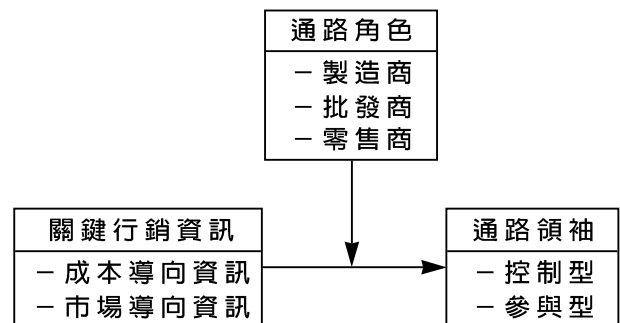 通路角色
－製造商
－批發商
－零售商
關鍵行銷資訊
－成本導向資訊
－市場導向資訊
通路領袖
－控制型
－參與型